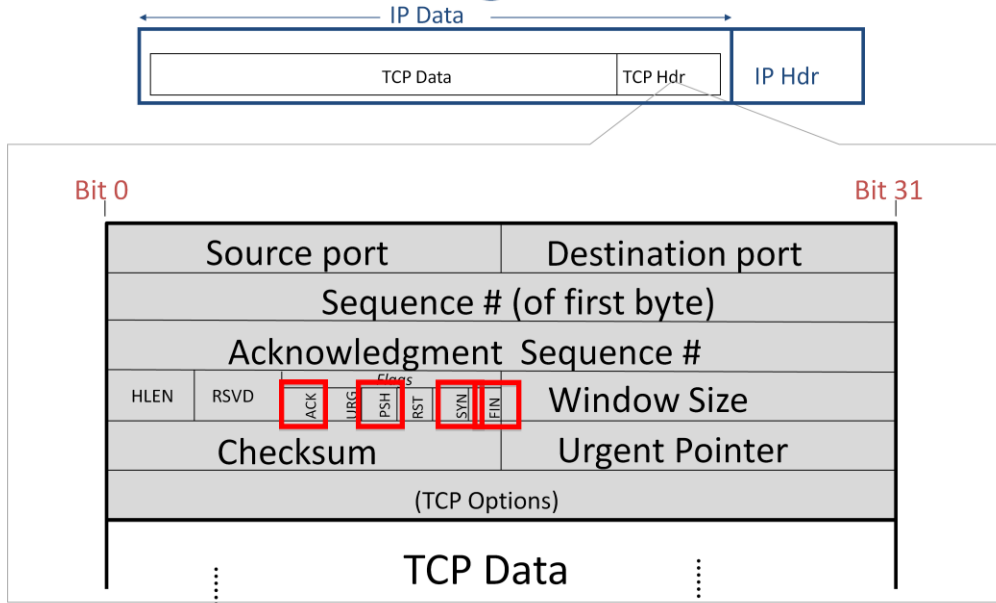 IP Data
TCP Data TCP Hdr IP Hdr
Bit 0 Bit 31
Source port Destination port
Sequence # (of first byte)
Acknowledgment Sequence #
Flags
HLEN RSVD ACK URG PSH RST SYN FIN Window Size
Checksum Urgent Pointer
(TCP Options)
TCP Data